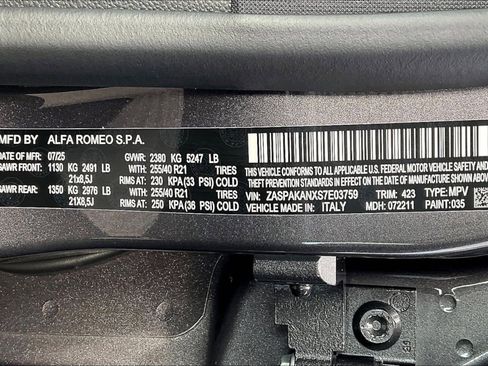 MFD BY ALFA ROMEO S.P.A.
DATE OF MFR: 07/25 GVWR: 2380 KG 5247 LB
GAWR FRONT: 1130 KG 2491 LB WITH 255/40 R21 TIRES
21x8,5J RIMS AT 230 KPA(33 PSI) COLD
GAWR REAR: 1350 KG 2976 LB WITH 255/40 R21 TIRES
21X8,5J RIMS AT 250 KPA(36 PSI) COLD
THIS VEHICLE CONFORMS TO ALL APPLICABLE U.S.
FEDERAL MOTOR VEHICLE SAFETY, BUMPER, AND THEFT
PREVENTION STANDARDS IN EFFECT ON THE DATE OF
MANUFACTURE SHOWN ABOVE.
VIN: ZASPAKANXS7E03759 TRIM: 423 TYPE: MPV
VEHICLE MADE IN: ITALY MDH: 072211 PAINT: 035